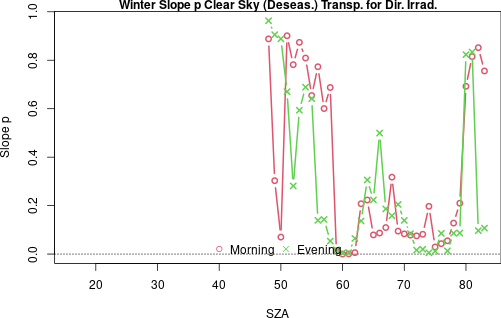 Winter Slope p Clear Sky (Deseas.) Transp. for Dir. Irrad.
Slope p
1.0
0.8
0.6
0.4
0.2
0.0
Morning Evening
20 30 40 50 60 70 80
SZA